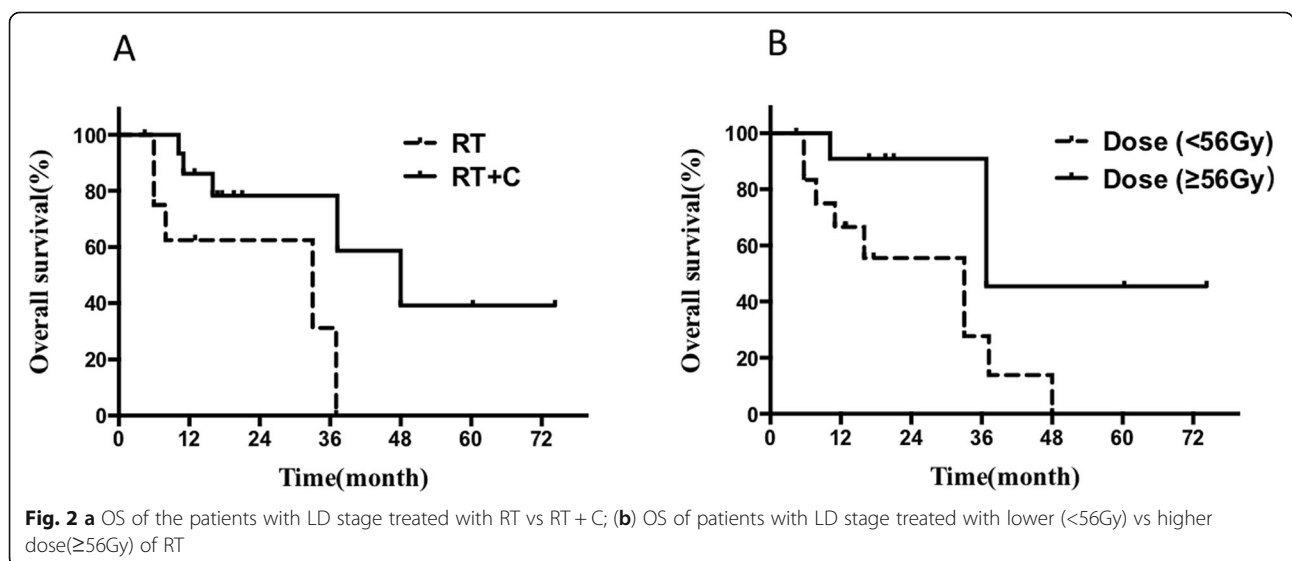 A
B
Overall survival(%)
100
80
60
40
20
0
0 12 24 36 48 60 72
Time(month)
RT
RT+C
Overall survival(%)
100
80
60
40
20
0
0 12 24 36 48 60 72
Time(month)
Dose (<56Gy)
Dose (≥56Gy)
Fig. 2 a OS of the patients with LD stage treated with RT vs RT + C; (b) OS of patients with LD stage treated with lower (<56Gy) vs higher
dose(≥56Gy) of RT